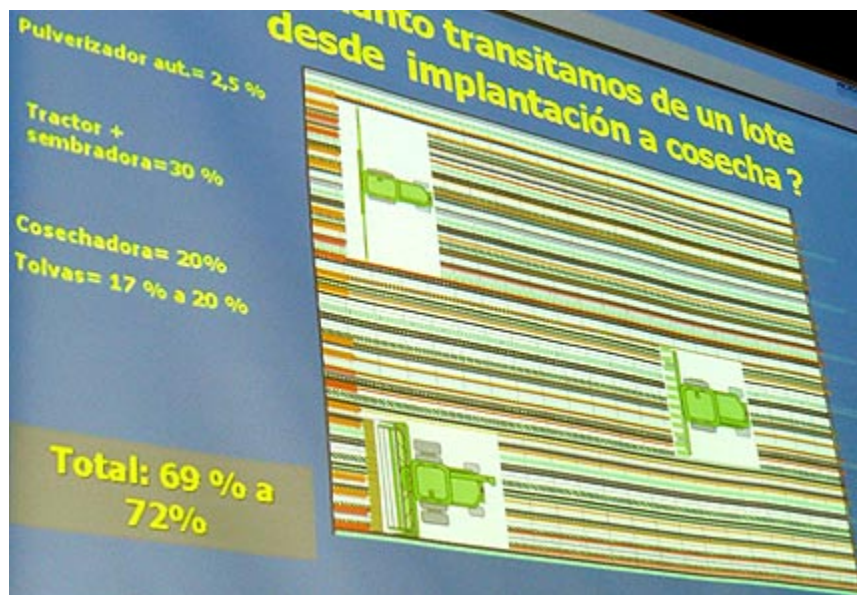 transitamos de un lote
desde implantación a cosecha ?
Pulverizador aut.= 2,5 %
Tractor +
sembradora=30 %
Cosechadora= 20%
Tolvas= 17 % a 20 %
Total: 69 % a
72%